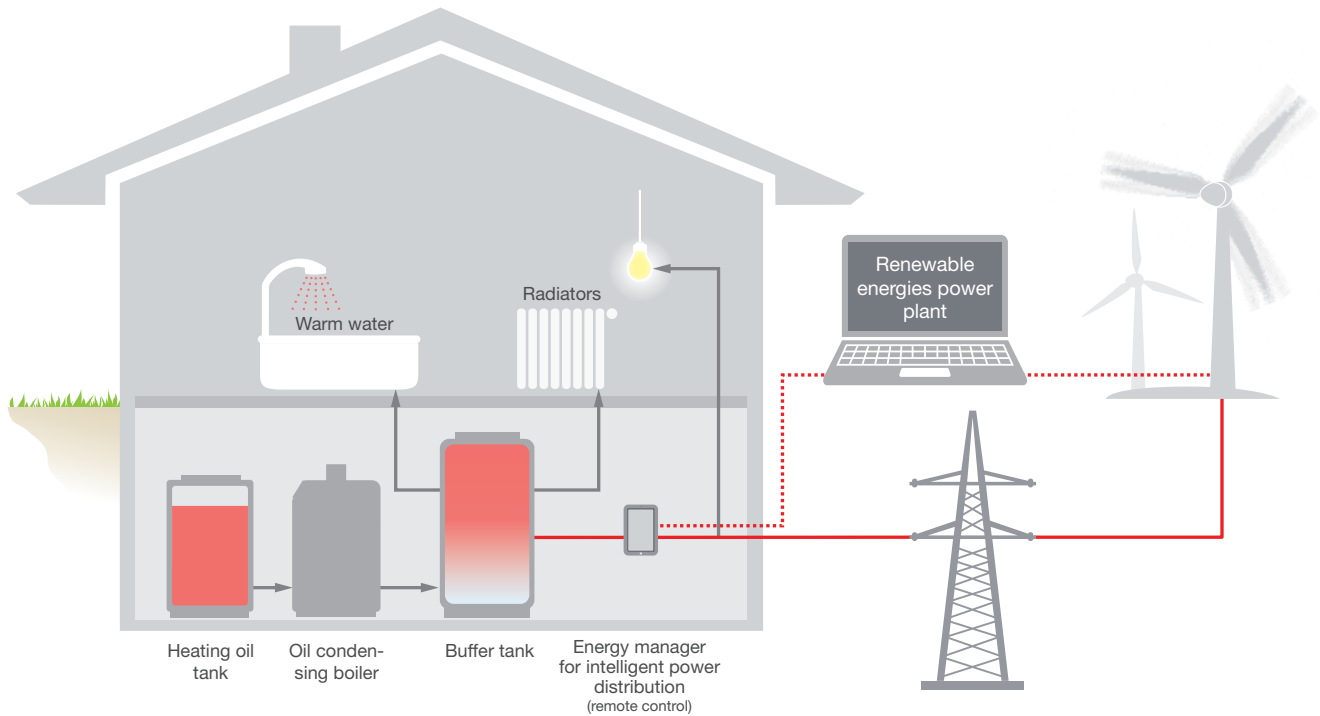 Renewable
energies power
plant
Radiators
Warm water
Heating oil
tank
Oil conden-
sing boiler
Buffer tank
Energy manager
for intelligent power
distribution
(remote control)